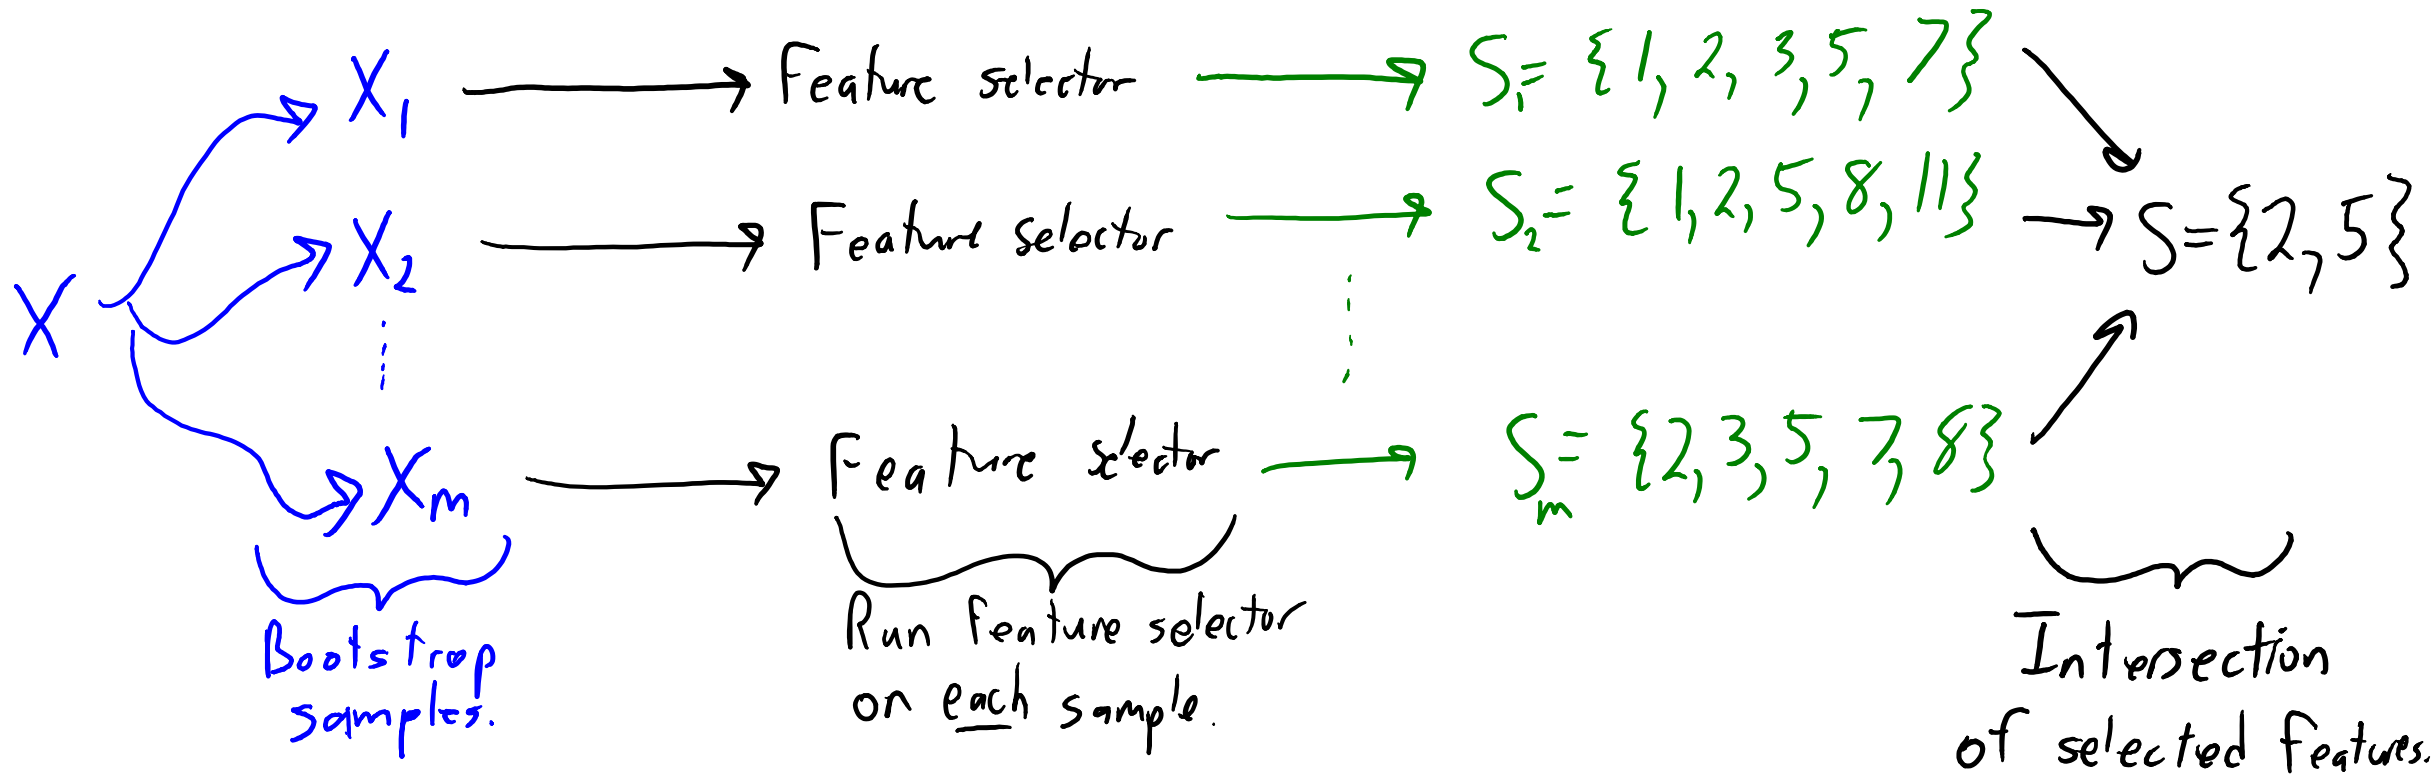 X₁ Feature selector S₁ = {1, 2, 3, 5, 7}
X₂ Feature selector S₂ = {1, 2, 5, 8, 11}
X
S = {2, 5}
Xₘ Feature selector Sₘ = {2, 3, 5, 7, 8}
Bootstrap
samples.
Run feature selector
on each sample.
Intersection
of selected features.